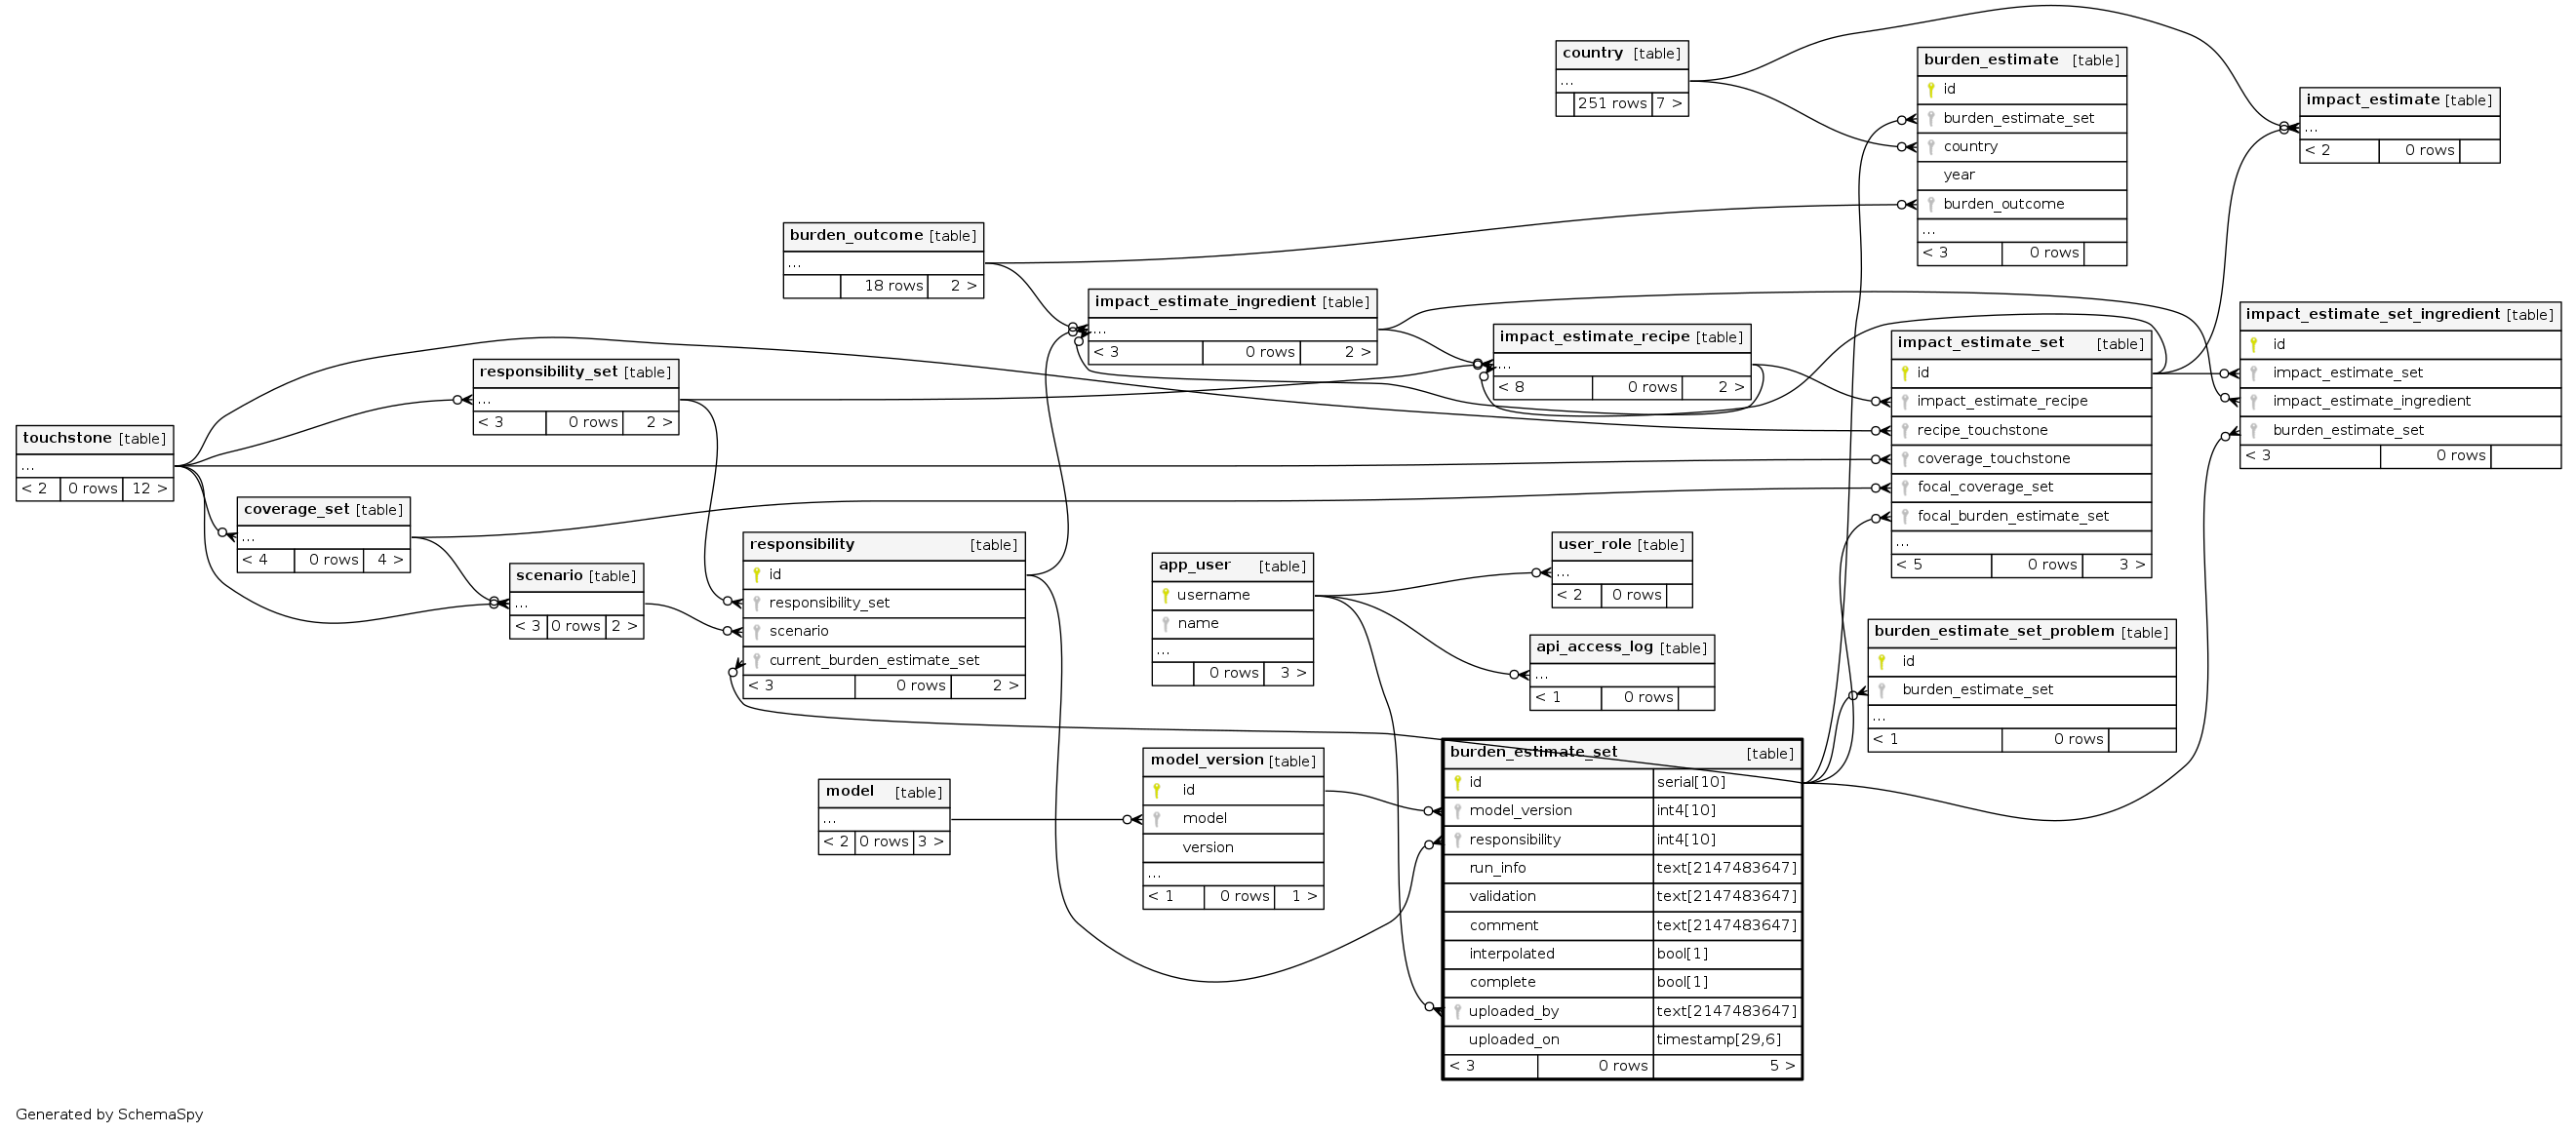 country [table]
...
251 rows 7 >
burden_estimate [table]
id
burden_estimate_set
country
year
burden_outcome
...
< 3 0 rows
impact_estimate [table]
...
< 2 0 rows
burden_outcome [table]
...
18 rows 2 >
impact_estimate_ingredient [table]
...
< 3 0 rows 2 >
impact_estimate_recipe [table]
...
< 8 0 rows 2 >
impact_estimate_set [table]
id
impact_estimate_recipe
recipe_touchstone
coverage_touchstone
focal_coverage_set
focal_burden_estimate_set
...
< 5 0 rows 3 >
impact_estimate_set_ingredient [table]
id
impact_estimate_set
impact_estimate_ingredient
burden_estimate_set
< 3 0 rows
responsibility_set [table]
...
< 3 0 rows 2 >
touchstone [table]
...
< 2 0 rows 12 >
coverage_set [table]
...
< 4 0 rows 4 >
scenario [table]
...
< 3 0 rows 2 >
responsibility [table]
id
responsibility_set
scenario
current_burden_estimate_set
< 3 0 rows 2 >
app_user [table]
username
name
...
0 rows 3 >
user_role [table]
...
< 2 0 rows
api_access_log [table]
...
< 1 0 rows
burden_estimate_set_problem [table]
id
burden_estimate_set
...
< 1 0 rows
model [table]
...
< 2 0 rows 3 >
model_version [table]
id
model
version
...
< 1 0 rows 1 >
burden_estimate_set [table]
id serial[10]
model_version int4[10]
responsibility int4[10]
run_info text[2147483647]
validation text[2147483647]
comment text[2147483647]
interpolated bool[1]
complete bool[1]
uploaded_by text[2147483647]
uploaded_on timestamp[29,6]
< 3 0 rows 5 >
Generated by SchemaSpy